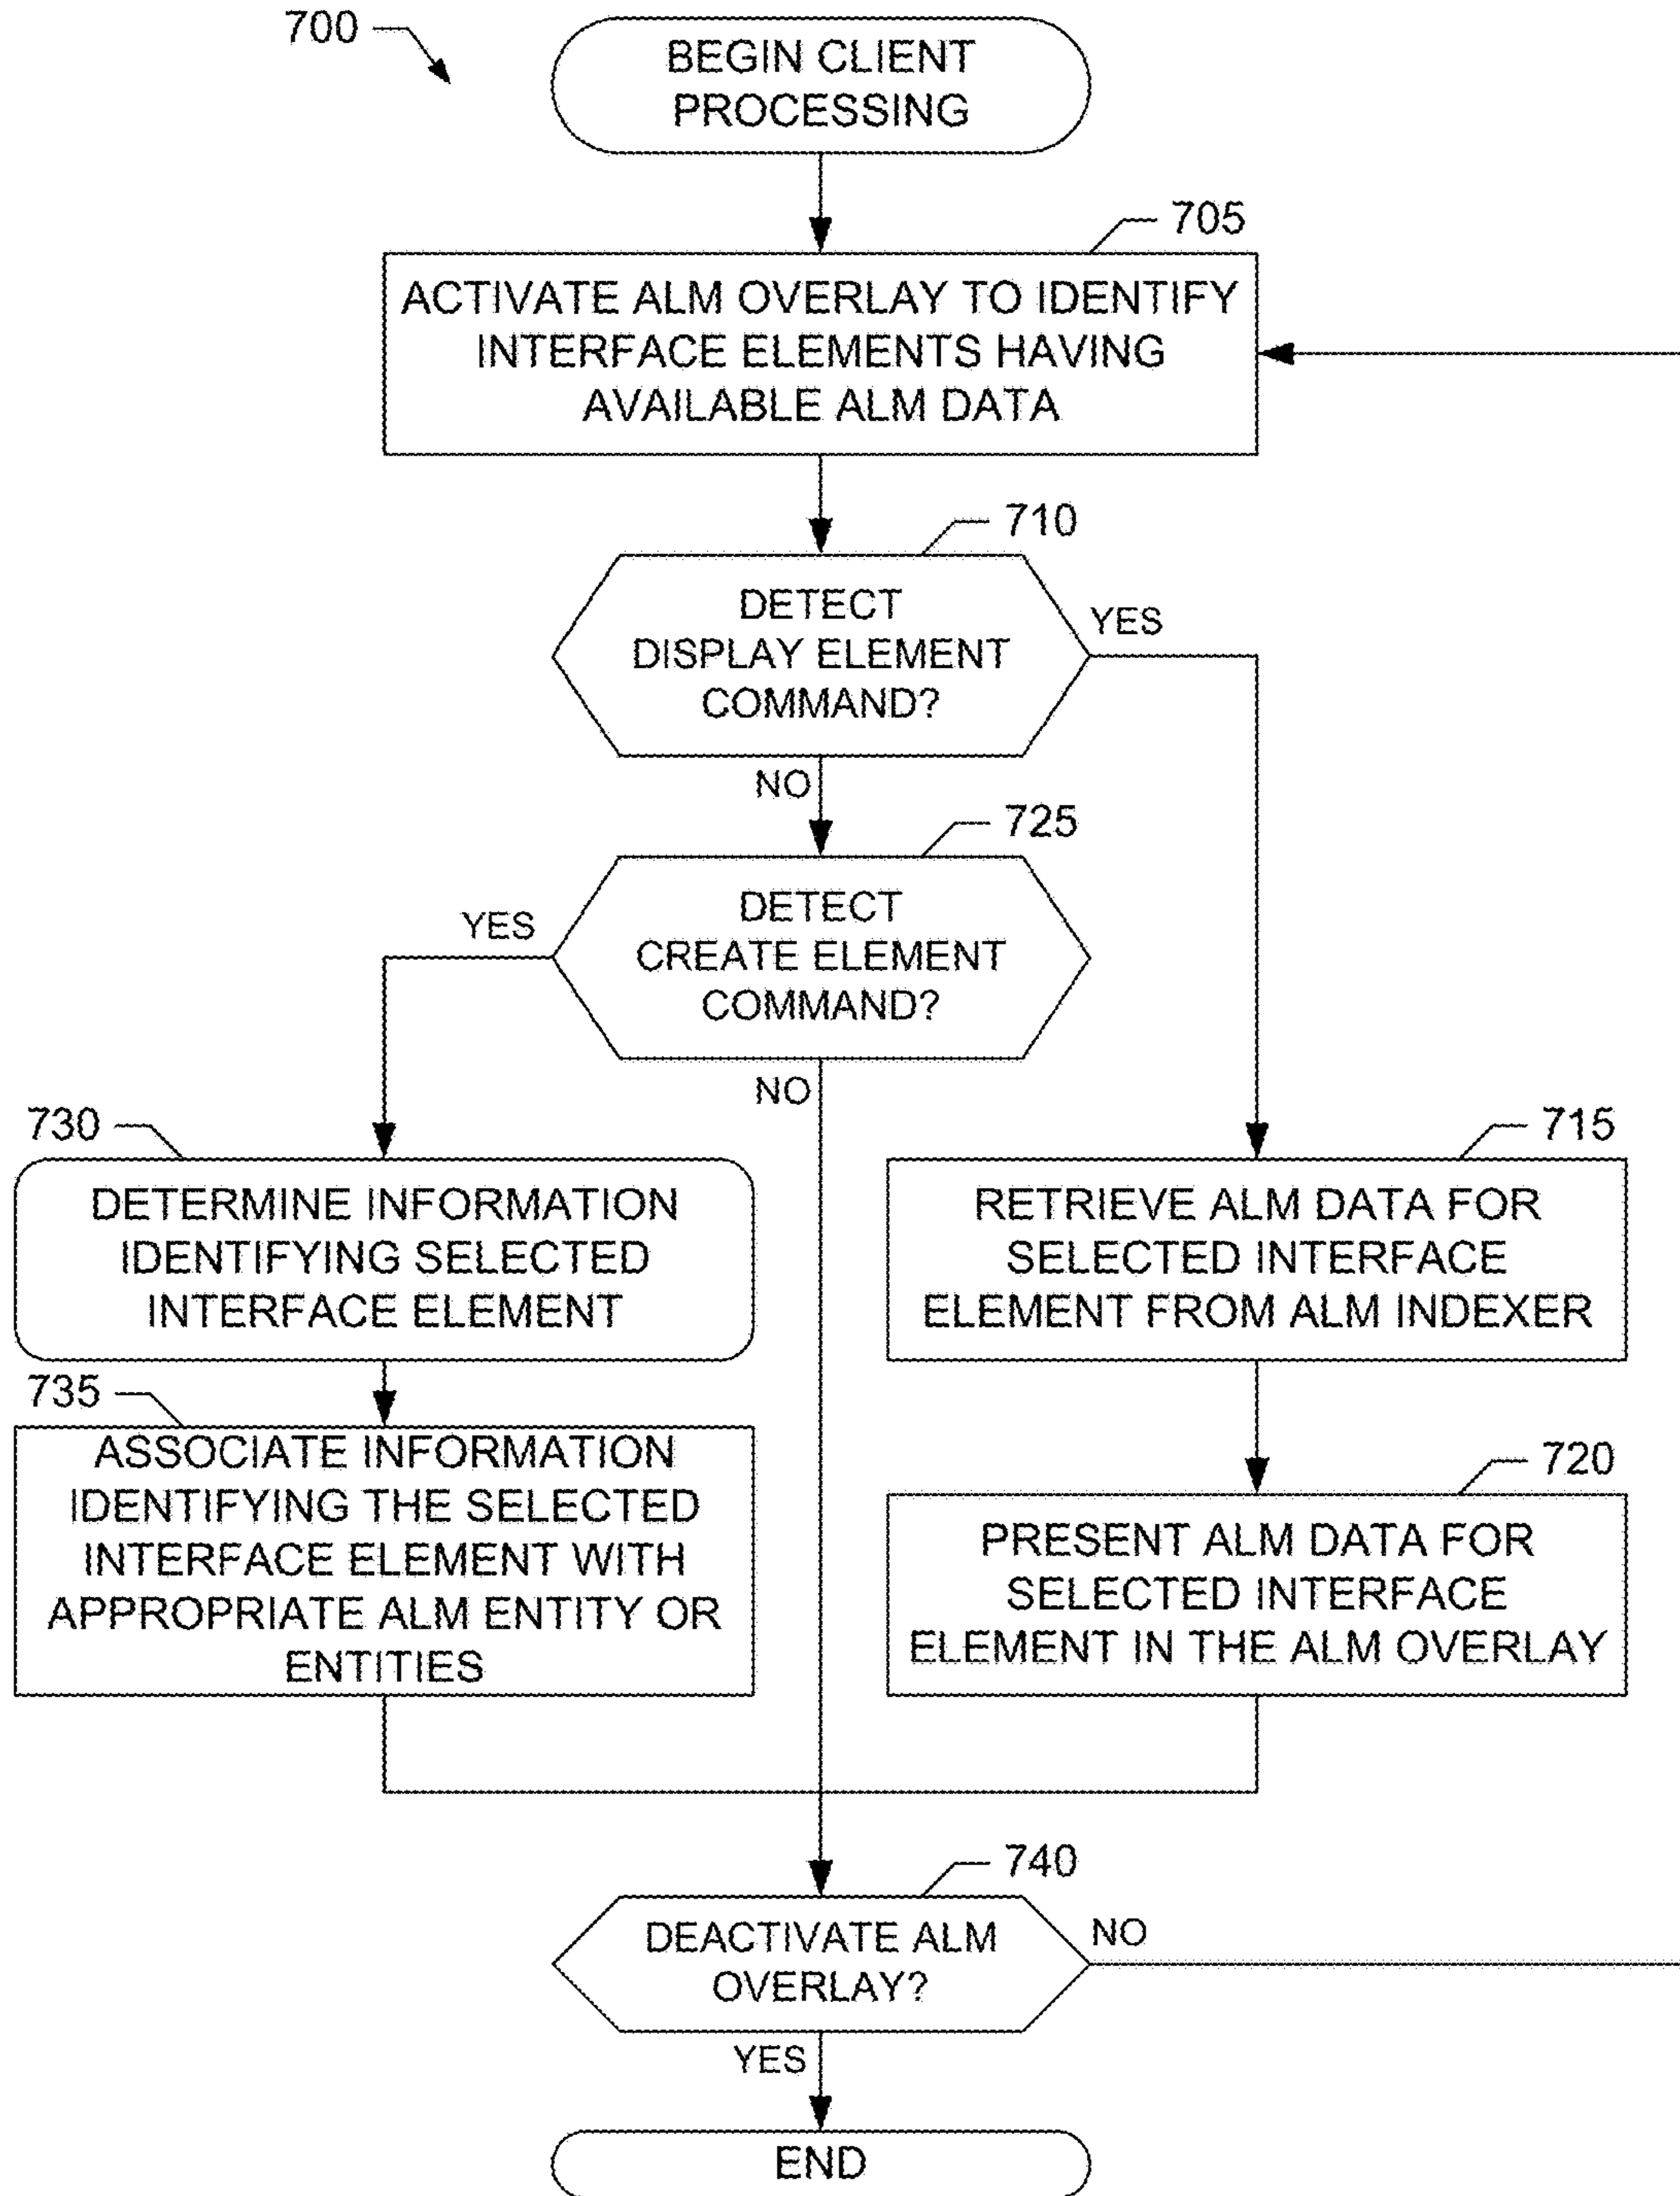 700
BEGIN CLIENT
PROCESSING
705
ACTIVATE ALM OVERLAY TO IDENTIFY
INTERFACE ELEMENTS HAVING
AVAILABLE ALM DATA
710
DETECT
DISPLAY ELEMENT
COMMAND?
YES
NO
725
DETECT
CREATE ELEMENT
COMMAND?
YES
NO
730
DETERMINE INFORMATION
IDENTIFYING SELECTED
INTERFACE ELEMENT
735
ASSOCIATE INFORMATION
IDENTIFYING THE SELECTED
INTERFACE ELEMENT WITH
APPROPRIATE ALM ENTITY OR
ENTITIES
715
RETRIEVE ALM DATA FOR
SELECTED INTERFACE
ELEMENT FROM ALM INDEXER
720
PRESENT ALM DATA FOR
SELECTED INTERFACE
ELEMENT IN THE ALM OVERLAY
740
DEACTIVATE ALM
OVERLAY?
NO
YES
END